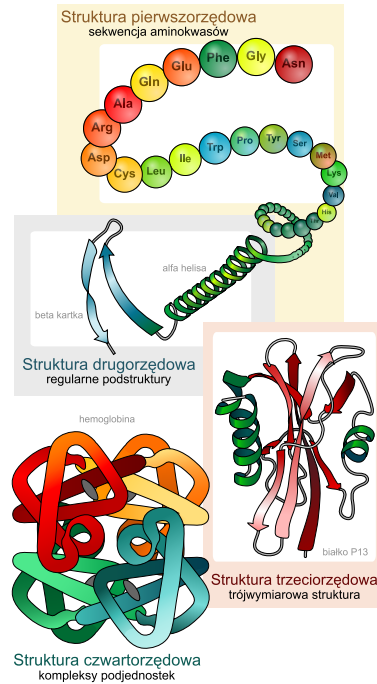 Struktura pierwszorzędowa
sekwencja aminokwasów
Asn
Gly
Phe
Glu
Gln
Ala
Arg
Asp
Cys
Leu
Ile
Trp
Pro
Tyr
Ser
Met
Lys
Val
His
alfa helisa
beta kartka
Struktura drugorzędowa
regularne podstruktury
hemoglobina
białko P13
Struktura trzeciorzędowa
trójwymiarowa struktura
Struktura czwartorzędowa
kompleksy podjednostek